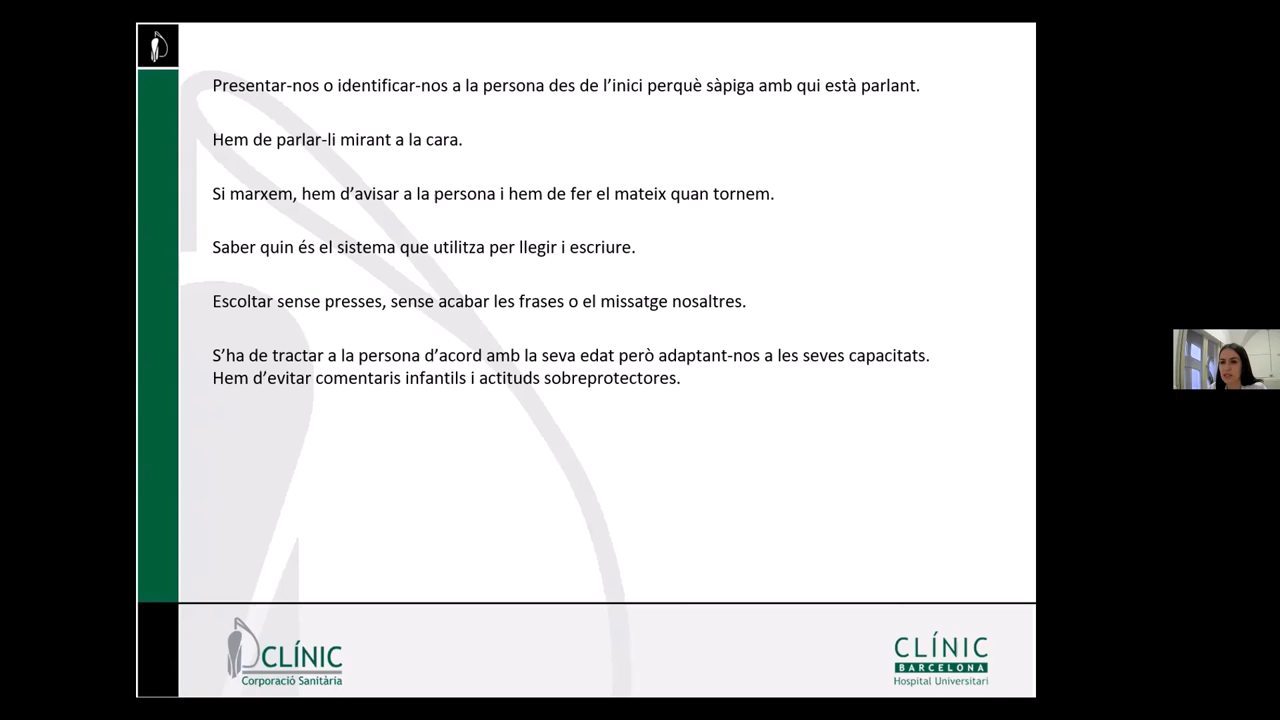 Presentar-nos o identificar-nos a la persona des de l’inici perquè sàpiga amb qui està parlant.
Hem de parlar-li mirant a la cara.
Si marxem, hem d’avisar a la persona i hem de fer el mateix quan tornem.
Saber quin és el sistema que utilitza per llegir i escriure.
Escoltar sense presses, sense acabar les frases o el missatge nosaltres.
S’ha de tractar a la persona d’acord amb la seva edat però adaptant-nos a les seves capacitats.
Hem d’evitar comentaris infantils i actituds sobreprotectores.
CLÍNIC
Corporació Sanitària
CLÍNIC
BARCELONA
Hospital Universitari